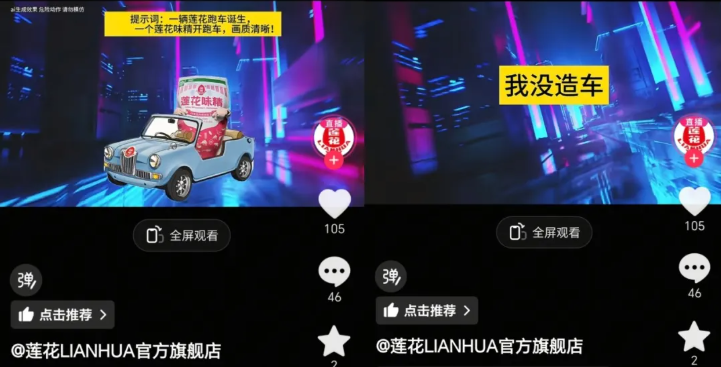 ai生成效果 危险动作 请勿模仿
提示词：一辆莲花跑车诞生，
一个莲花味精开跑车，画质清晰！
莲花味精
直播
莲花
LIANHUA
105
全屏观看
弹
46
点击推荐
@莲花LIANHUA官方旗舰店
2
我没造车
直播
莲花
LIANHUA
105
全屏观看
弹
46
点击推荐
@莲花LIANHUA官方旗舰店
2